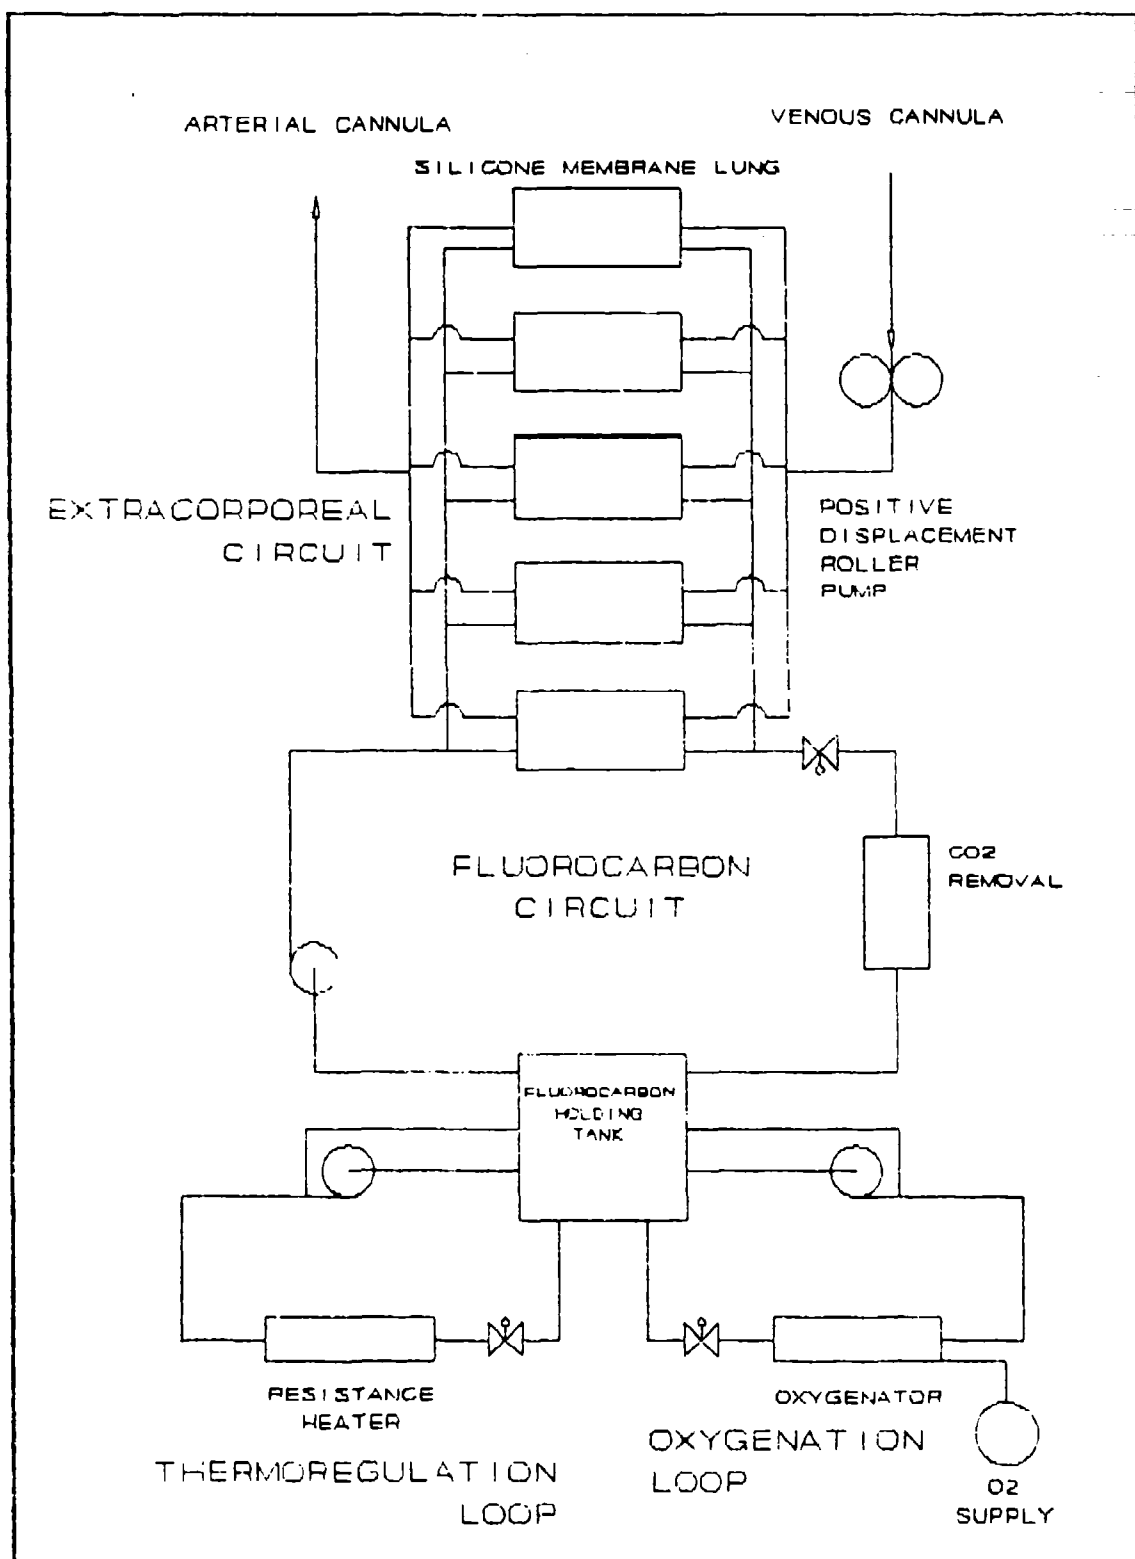 ARTERIAL CANNULA
VENOUS CANNULA
SILICONE MEMBRANE LUNG
EXTRACORPOREAL
CIRCUIT
POSITIVE
DISPLACEMENT
ROLLER
PUMP
FLUOROCARBON
CIRCUIT
CO2
REMOVAL
FLUOROCARBON
HOLDING
TANK
RESISTANCE
HEATER
OXYGENATOR
THERMOREGULATION
LOOP
OXYGENATION
LOOP
O2
SUPPLY